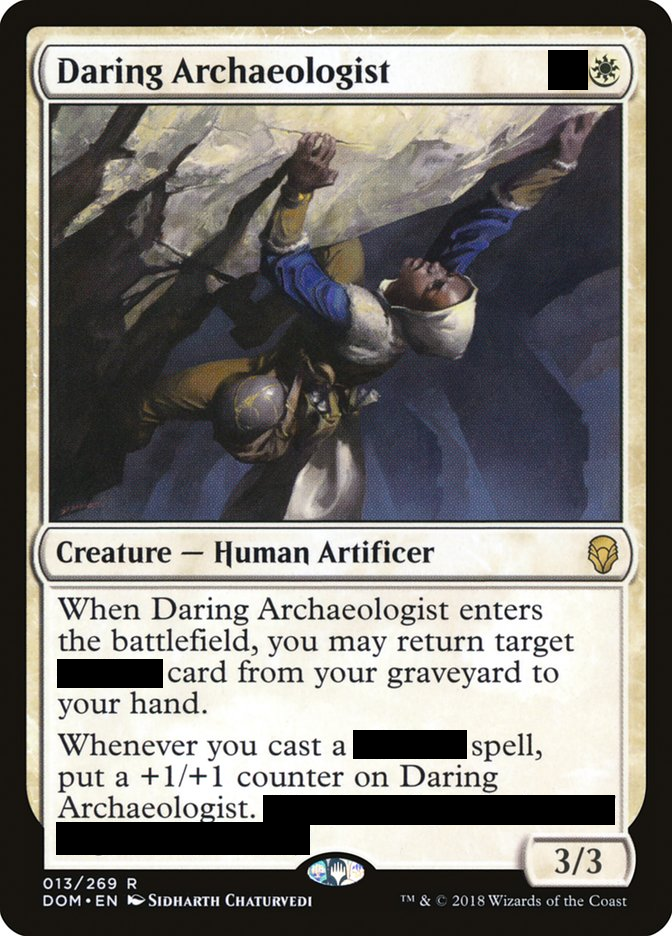 Daring Archaeologist
Creature — Human Artificer
When Daring Archaeologist enters
the battlefield, you may return target
card from your graveyard to
your hand.
Whenever you cast a spell,
put a +1/+1 counter on Daring
Archaeologist.
3/3
013/269 R
DOM • EN Sidharth Chaturvedi
™ & © 2018 Wizards of the Coast